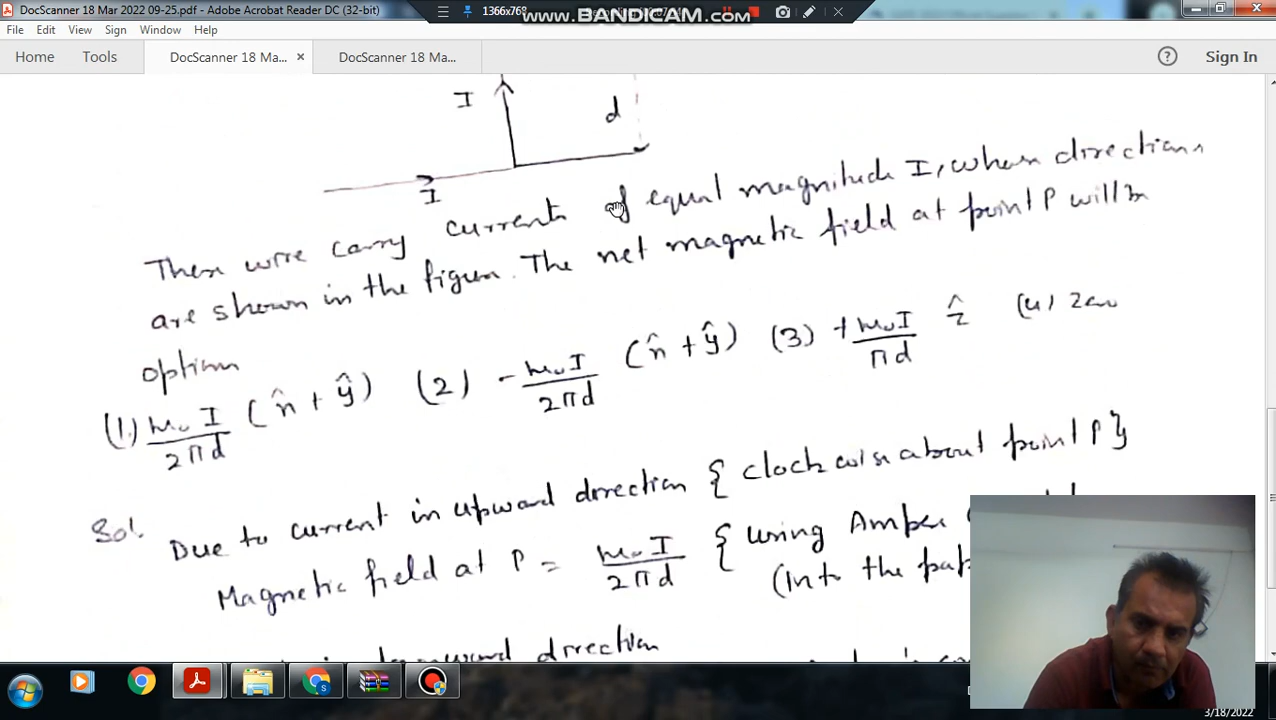 DocScanner 18 Mar 2022 09-25.pdf - Adobe Acrobat Reader DC (32-bit)
1366x768
www.BANDICAM.com
File Edit View Sign Window Help
Home Tools DocScanner 18 Ma... × DocScanner 18 Ma... Sign In
I d
I
These wire carry currents of equal magnitude I, whose directions
are shown in the figure. The net magnetic field at point P will be
option
(1) μ₀I/2πd (x̂ + ŷ) (2) -μ₀I/2πd (x̂ + ŷ) (3) +μ₀I/πd ẑ (4) zero
Sol. Due to current in upward direction { clockwise about point P }
Magnetic field at P = μ₀I/2πd { using Amper
(Into the pap
direction
3/18/2022